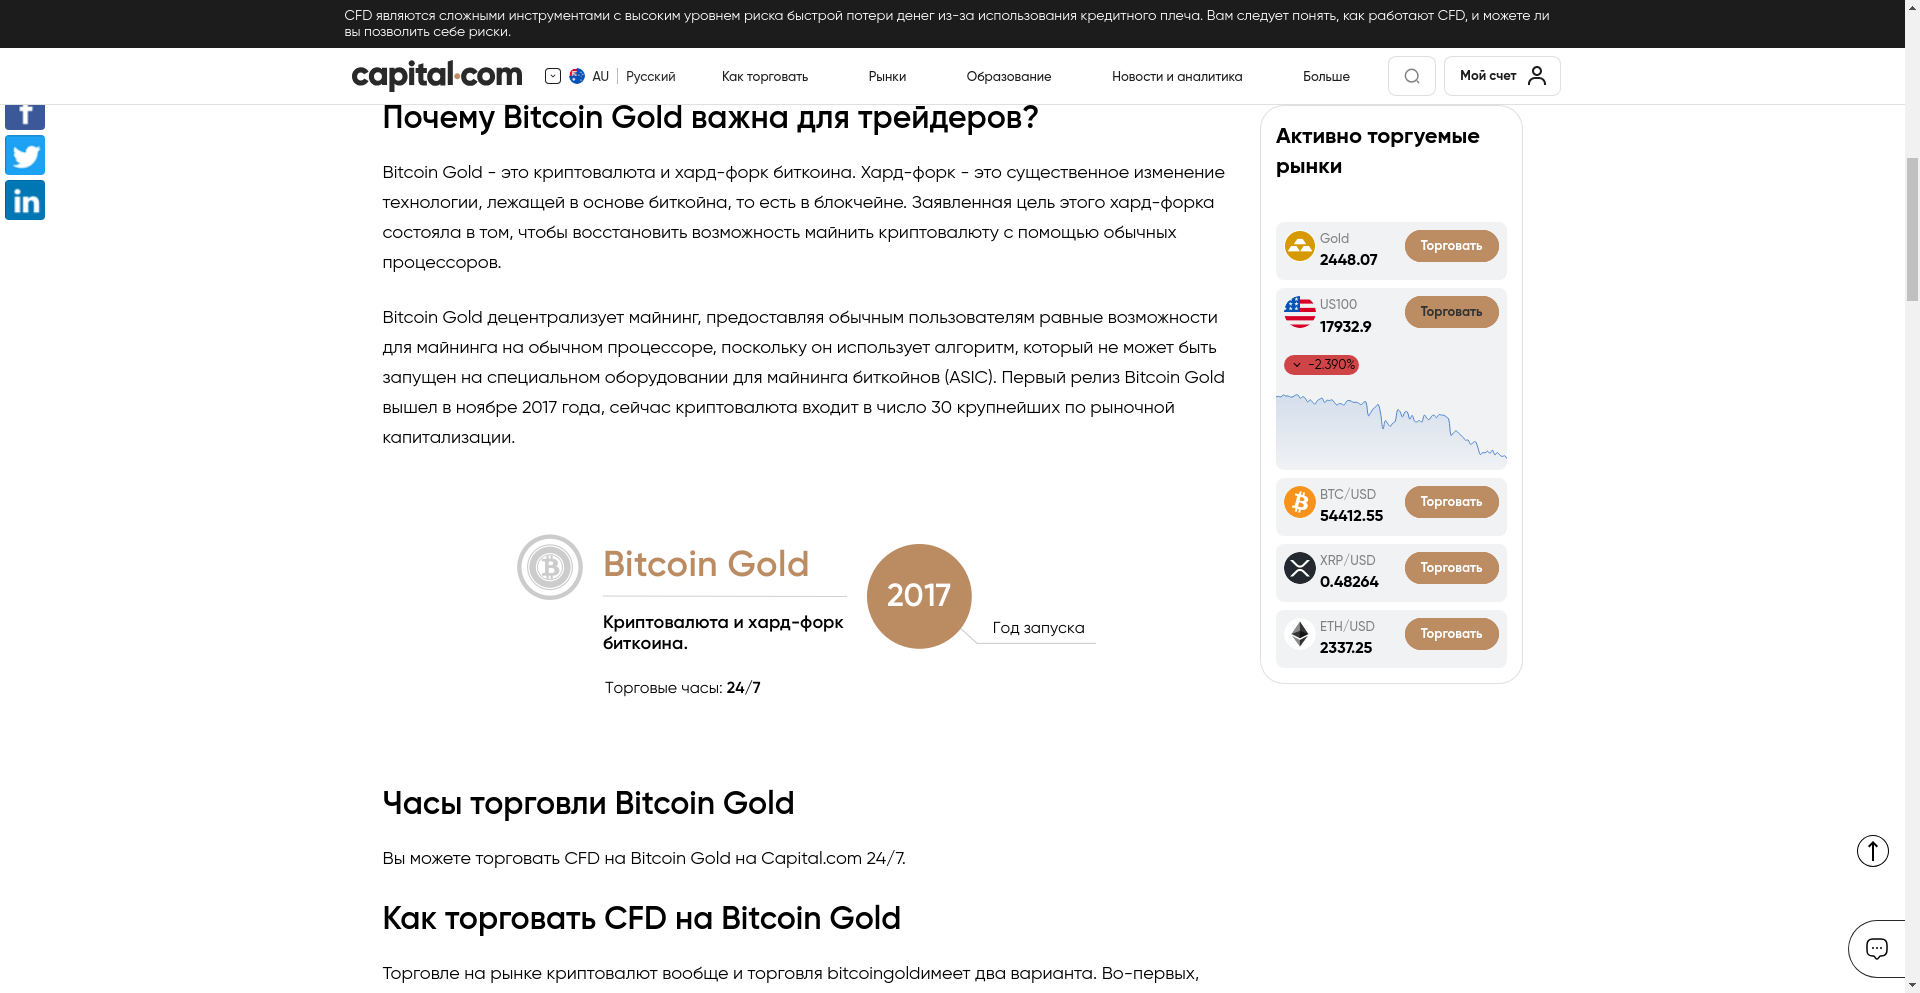 CFD являются сложными инструментами с высоким уровнем риска быстрой потери денег из-за использования кредитного плеча. Вам следует понять, как работают CFD, и можете ли
вы позволить себе риски.
capital.com
AU
Русский
Как торговать
Рынки
Образование
Новости и аналитика
Больше
Мой счет
Почему Bitcoin Gold важна для трейдеров?
Bitcoin Gold - это криптовалюта и хард-форк биткоина. Хард-форк - это существенное изменение
технологии, лежащей в основе биткойна, то есть в блокчейне. Заявленная цель этого хард-форка
состояла в том, чтобы восстановить возможность майнить криптовалюту с помощью обычных
процессоров.
Bitcoin Gold децентрализует майнинг, предоставляя обычным пользователям равные возможности
для майнинга на обычном процессоре, поскольку он использует алгоритм, который не может быть
запущен на специальном оборудовании для майнинга биткойнов (ASIC). Первый релиз Bitcoin Gold
вышел в ноябре 2017 года, сейчас криптовалюта входит в число 30 крупнейших по рыночной
капитализации.
Bitcoin Gold
Криптовалюта и хард-форк
биткоина.
Торговые часы: 24/7
2017
Год запуска
Часы торговли Bitcoin Gold
Вы можете торговать CFD на Bitcoin Gold на Capital.com 24/7.
Как торговать CFD на Bitcoin Gold
Торговле на рынке криптовалют вообще и торговля bitcoingoldимеет два варианта. Во-первых,
Активно торгуемые
рынки
Gold
2448.07
Торговать
US100
17932.9
Торговать
-2.390%
BTC/USD
54412.55
Торговать
XRP/USD
0.48264
Торговать
ETH/USD
2337.25
Торговать